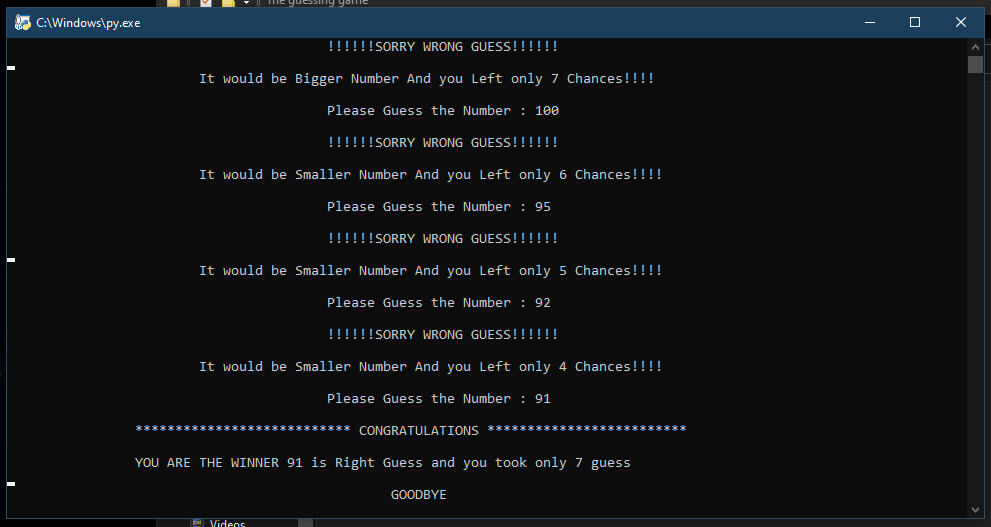 The guessing game
C:\Windows\py.exe
!!!!!!SORRY WRONG GUESS!!!!!!
It would be Bigger Number And you Left only 7 Chances!!!!
Please Guess the Number : 100
!!!!!!SORRY WRONG GUESS!!!!!!
It would be Smaller Number And you Left only 6 Chances!!!!
Please Guess the Number : 95
!!!!!!SORRY WRONG GUESS!!!!!!
It would be Smaller Number And you Left only 5 Chances!!!!
Please Guess the Number : 92
!!!!!!SORRY WRONG GUESS!!!!!!
It would be Smaller Number And you Left only 4 Chances!!!!
Please Guess the Number : 91
*************************** CONGRATULATIONS *************************
YOU ARE THE WINNER 91 is Right Guess and you took only 7 guess
GOODBYE
Videos